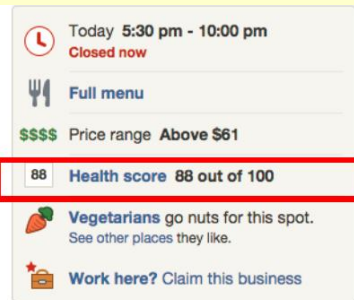 Today 5:30 pm - 10:00 pm
Closed now
Full menu
$$$$ Price range Above $61
88 Health score 88 out of 100
Vegetarians go nuts for this spot.
See other places they like.
Work here? Claim this business